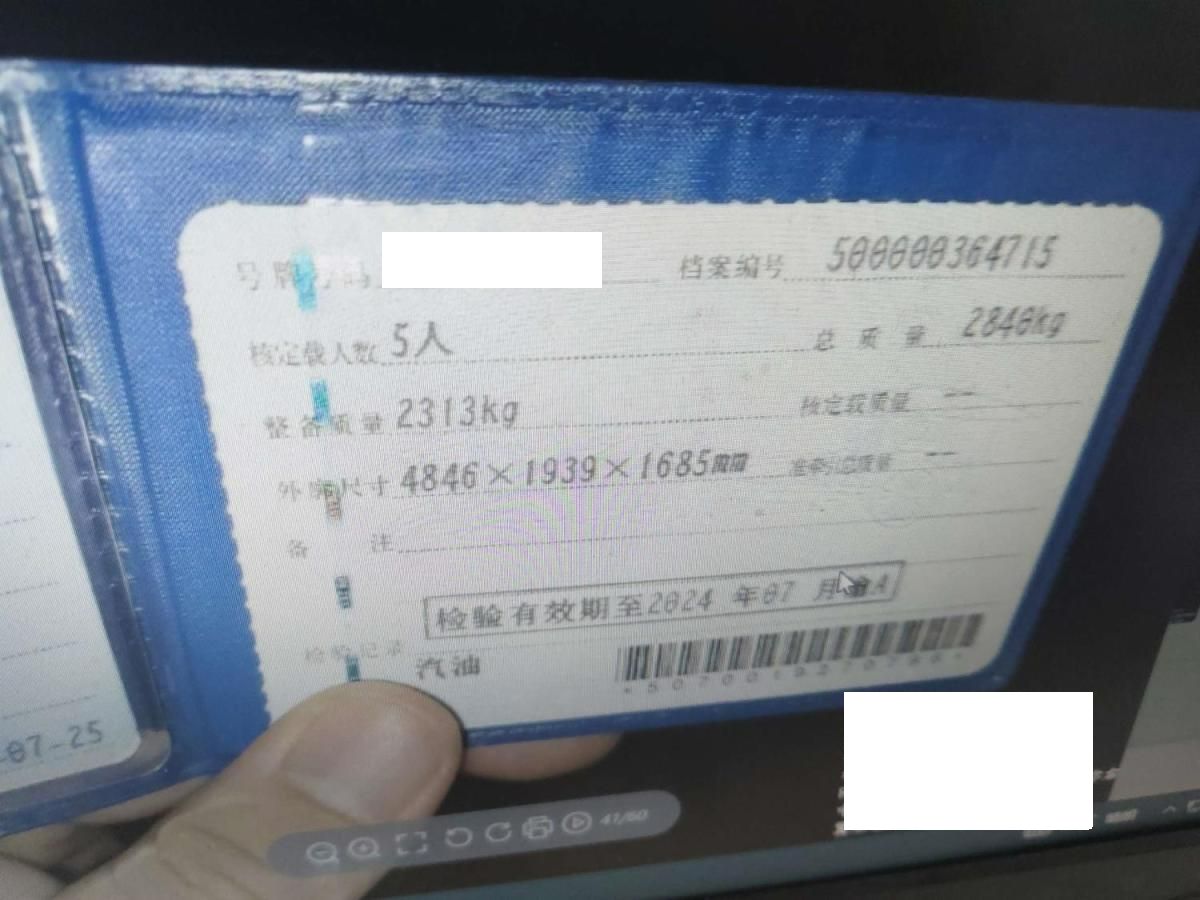 号牌号码 档案编号 500000364715
核定载人数 5人 总质量 2840kg
整备质量 2313kg 核定载质量 --
外廓尺寸 4846×1939×1685mm 准牵引总质量 --
备注
检验有效期至2024 年07 月 渝A
检验记录
汽油
-07-25
41/60